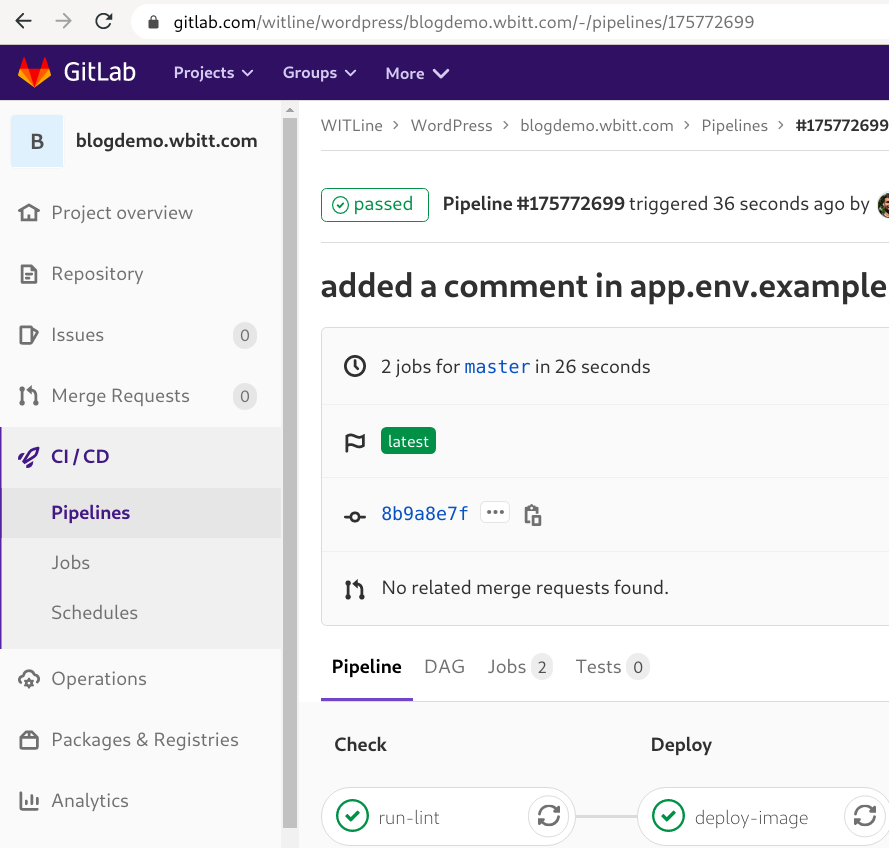 gitlab.com/witline/wordpress/blogdemo.wbitt.com/-/pipelines/175772699
GitLab Projects Groups More
B blogdemo.wbitt.com
Project overview
Repository
Issues 0
Merge Requests 0
CI / CD
Pipelines
Jobs
Schedules
Operations
Packages & Registries
Analytics
WITLine > WordPress > blogdemo.wbitt.com > Pipelines > #175772699
passed Pipeline #175772699 triggered 36 seconds ago by
added a comment in app.env.example
2 jobs for master in 26 seconds
latest
8b9a8e7f ...
No related merge requests found.
Pipeline DAG Jobs 2 Tests 0
Check Deploy
run-lint deploy-image